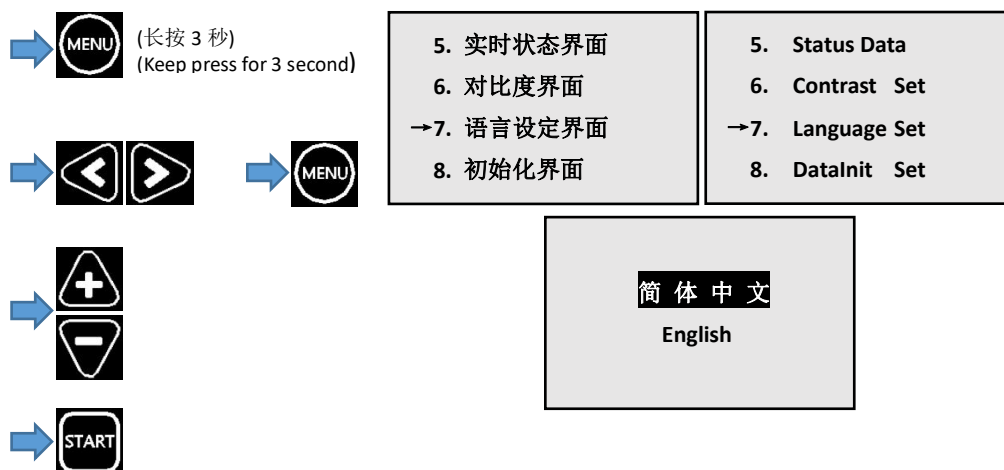 MENU
(长按 3 秒)
(Keep press for 3 second)
MENU
5. 实时状态界面
6. 对比度界面
→7. 语言设定界面
8. 初始化界面
5. Status Data
6. Contrast Set
→7. Language Set
8. DataInit Set
简体中文
English
START